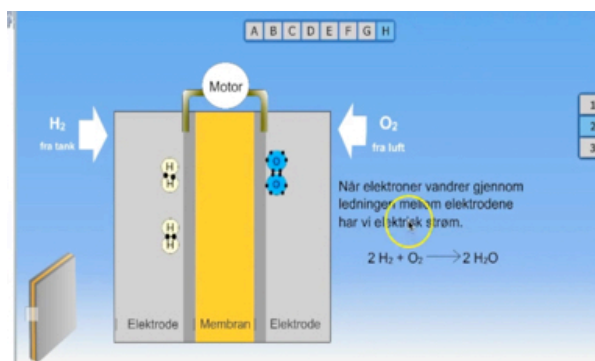 A B C D E F G H
Motor
H₂
fra tank
O₂
fra luft
1
2
3
H
H
O
O
H
H
Når elektroner vandrer gjennom
ledningen mellom elektrodene
har vi elektrisk strøm.
2 H₂ + O₂ → 2 H₂O
Elektrode Membran Elektrode